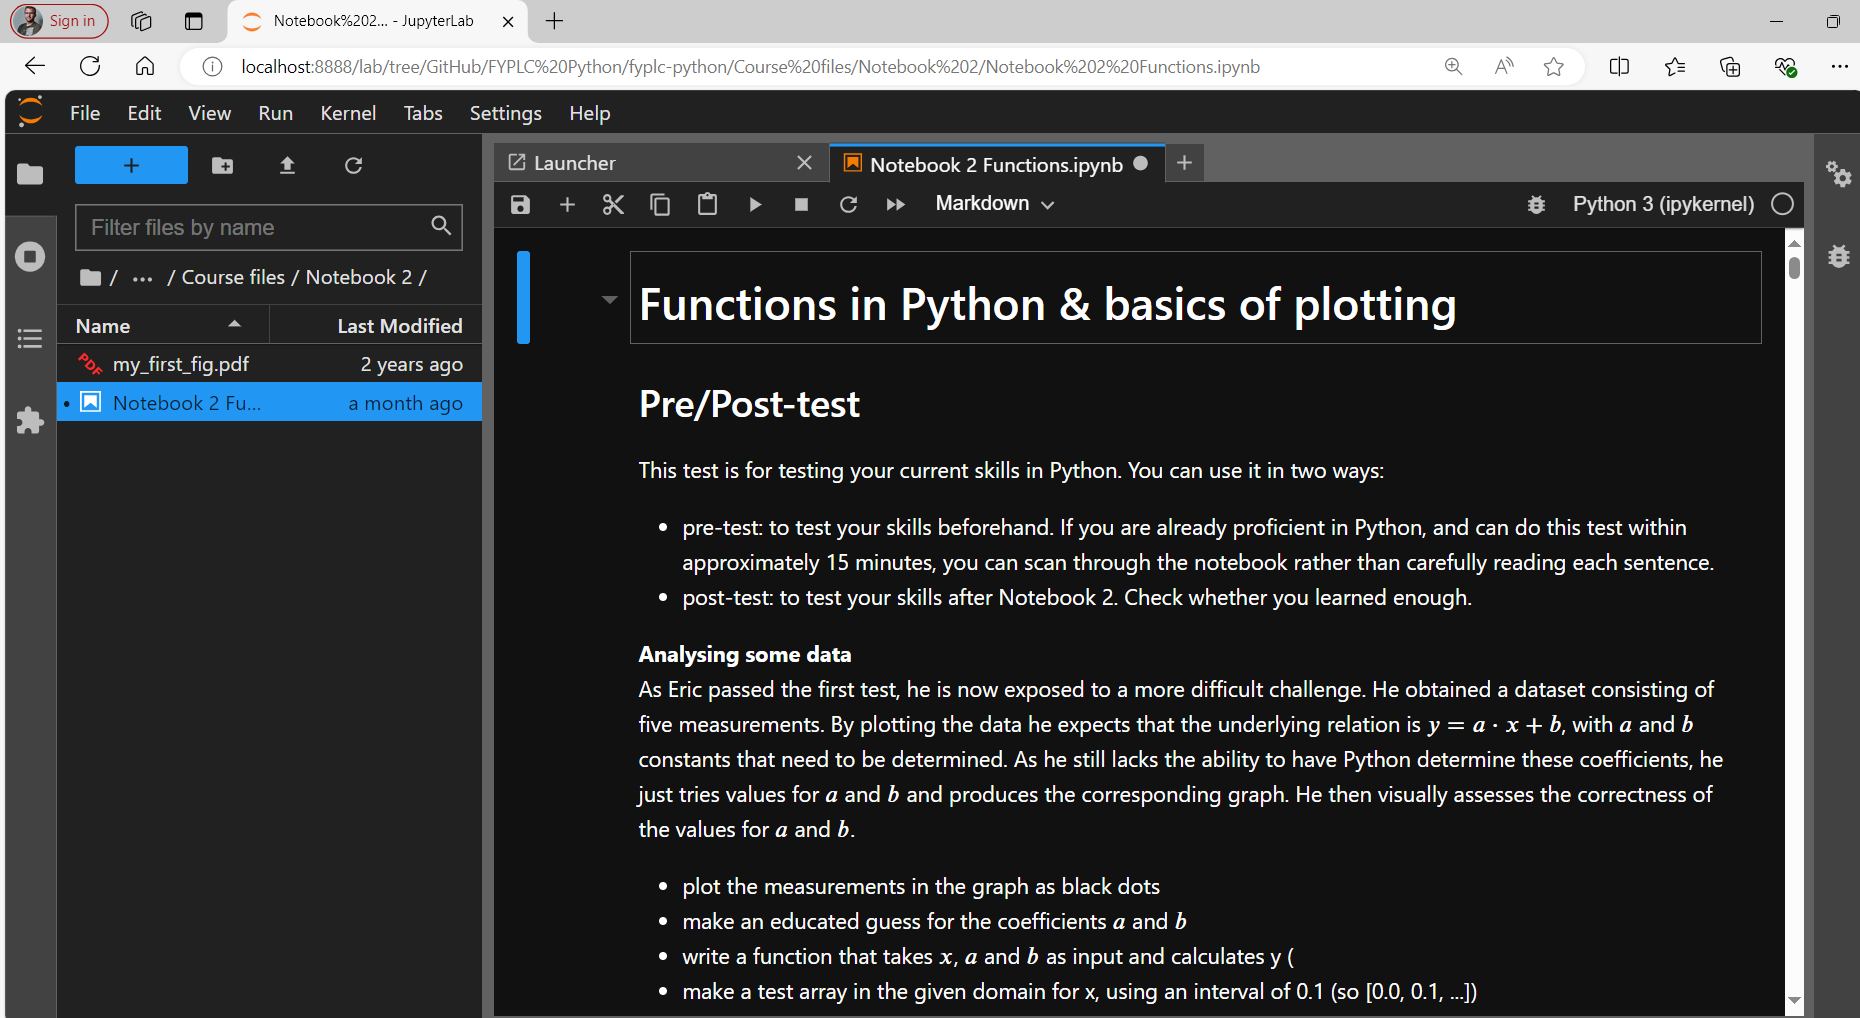 Sign in
Notebook%202... - JupyterLab
localhost:8888/lab/tree/GitHub/FYPLC%20Python/fyplc-python/Course%20files/Notebook%202/Notebook%202%20Functions.ipynb
File Edit View Run Kernel Tabs Settings Help
Filter files by name
/ ... / Course files / Notebook 2 /
Name Last Modified
PDF my_first_fig.pdf 2 years ago
Notebook 2 Fu... a month ago
Launcher Notebook 2 Functions.ipynb
Markdown Python 3 (ipykernel)
Functions in Python & basics of plotting
Pre/Post-test
This test is for testing your current skills in Python. You can use it in two ways:
• pre-test: to test your skills beforehand. If you are already proficient in Python, and can do this test within
approximately 15 minutes, you can scan through the notebook rather than carefully reading each sentence.
• post-test: to test your skills after Notebook 2. Check whether you learned enough.
Analysing some data
As Eric passed the first test, he is now exposed to a more difficult challenge. He obtained a dataset consisting of
five measurements. By plotting the data he expects that the underlying relation is y = a · x + b, with a and b
constants that need to be determined. As he still lacks the ability to have Python determine these coefficients, he
just tries values for a and b and produces the corresponding graph. He then visually assesses the correctness of
the values for a and b.
• plot the measurements in the graph as black dots
• make an educated guess for the coefficients a and b
• write a function that takes x, a and b as input and calculates y (
• make a test array in the given domain for x, using an interval of 0.1 (so [0.0, 0.1, ...])